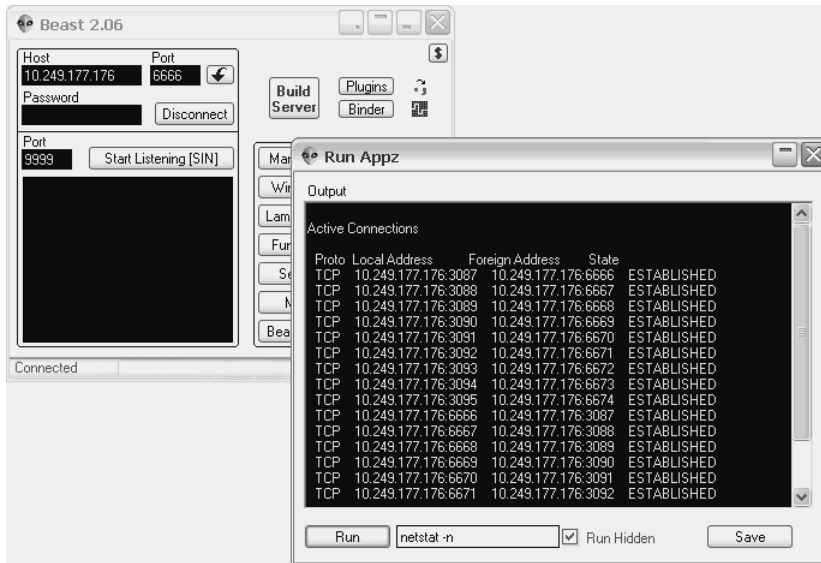 Beast 2.06
$
Host
Port
10.249.177.176
6666
Password
Disconnect
Build
Server
Plugins
Binder
Port
9999
Start Listening [SIN]
Connected
Run Appz
Output
Active Connections
Proto Local Address Foreign Address State
TCP 10.249.177.176:3087 10.249.177.176:6666 ESTABLISHED
TCP 10.249.177.176:3088 10.249.177.176:6667 ESTABLISHED
TCP 10.249.177.176:3089 10.249.177.176:6668 ESTABLISHED
TCP 10.249.177.176:3090 10.249.177.176:6669 ESTABLISHED
TCP 10.249.177.176:3091 10.249.177.176:6670 ESTABLISHED
TCP 10.249.177.176:3092 10.249.177.176:6671 ESTABLISHED
TCP 10.249.177.176:3093 10.249.177.176:6672 ESTABLISHED
TCP 10.249.177.176:3094 10.249.177.176:6673 ESTABLISHED
TCP 10.249.177.176:3095 10.249.177.176:6674 ESTABLISHED
TCP 10.249.177.176:6666 10.249.177.176:3087 ESTABLISHED
TCP 10.249.177.176:6667 10.249.177.176:3088 ESTABLISHED
TCP 10.249.177.176:6668 10.249.177.176:3089 ESTABLISHED
TCP 10.249.177.176:6669 10.249.177.176:3090 ESTABLISHED
TCP 10.249.177.176:6670 10.249.177.176:3091 ESTABLISHED
TCP 10.249.177.176:6671 10.249.177.176:3092 ESTABLISHED
Run
netstat -n
Run Hidden
Save